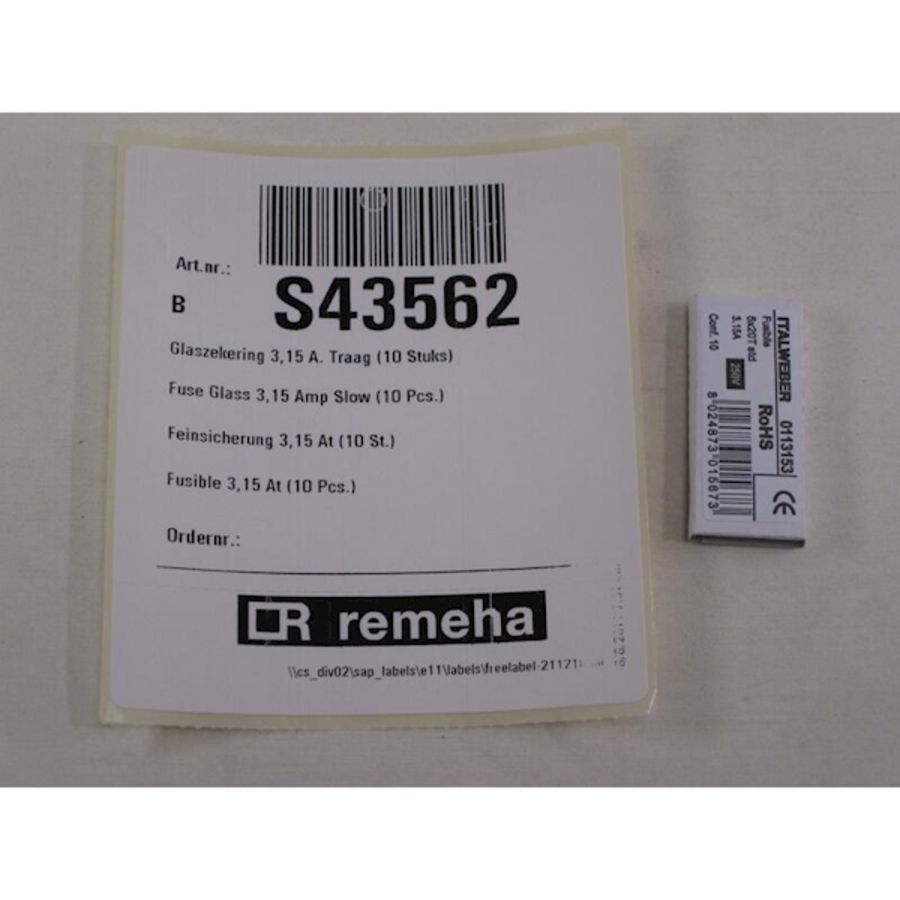 Art.nr.:
B
S43562
Glaszekering 3,15 A. Traag (10 Stuks)
Fuse Glass 3,15 Amp Slow (10 Pcs.)
Feinsicherung 3,15 At (10 St.)
Fusible 3,15 At (10 Pcs.)
Ordernr.:
remeha
\\cs_div02\sap_labels\e11\labels\freelabel-21121
ITALWEBER 0113153
Fusibile
5x20T std
3.15A
250V
RoHS
Conf. 10
CE
8 024873 015673